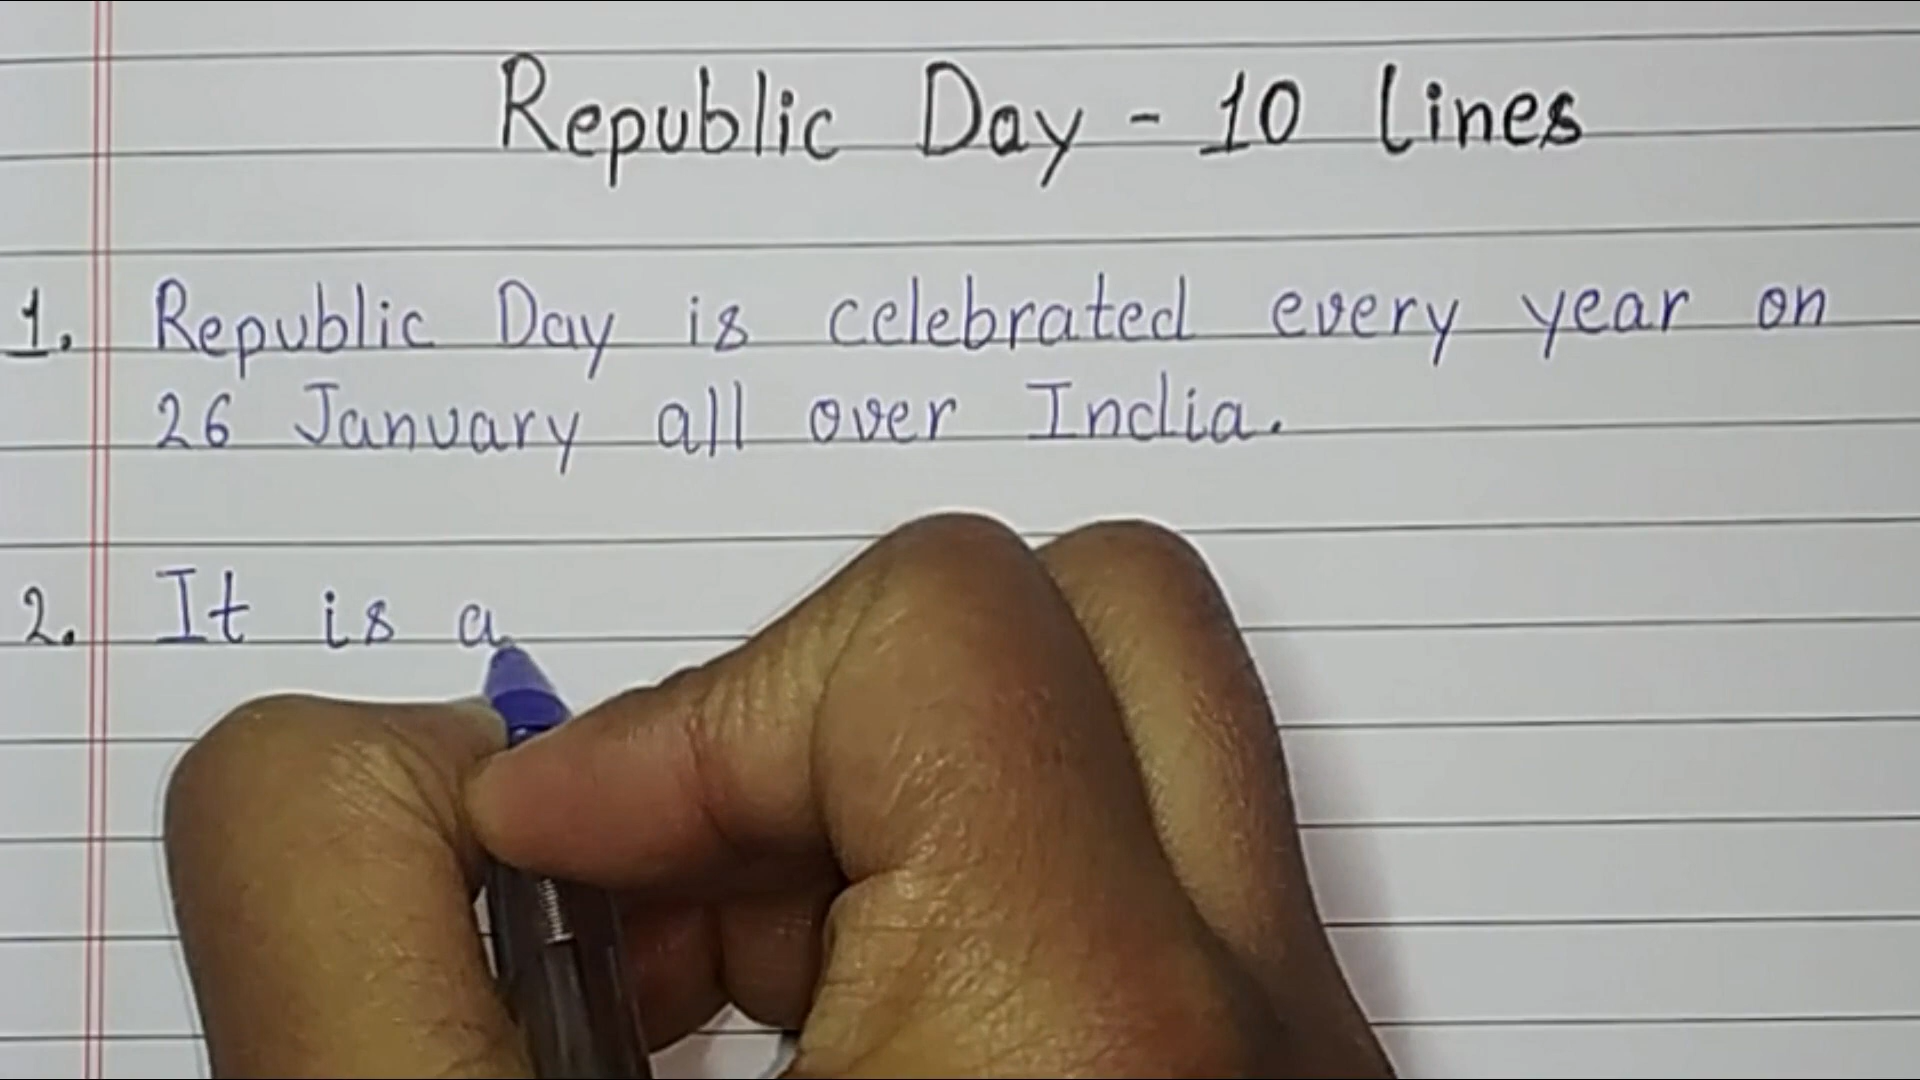 Republic Day - 10 lines
1. Republic Day is celebrated every year on
26 January all over India.
2. It is a